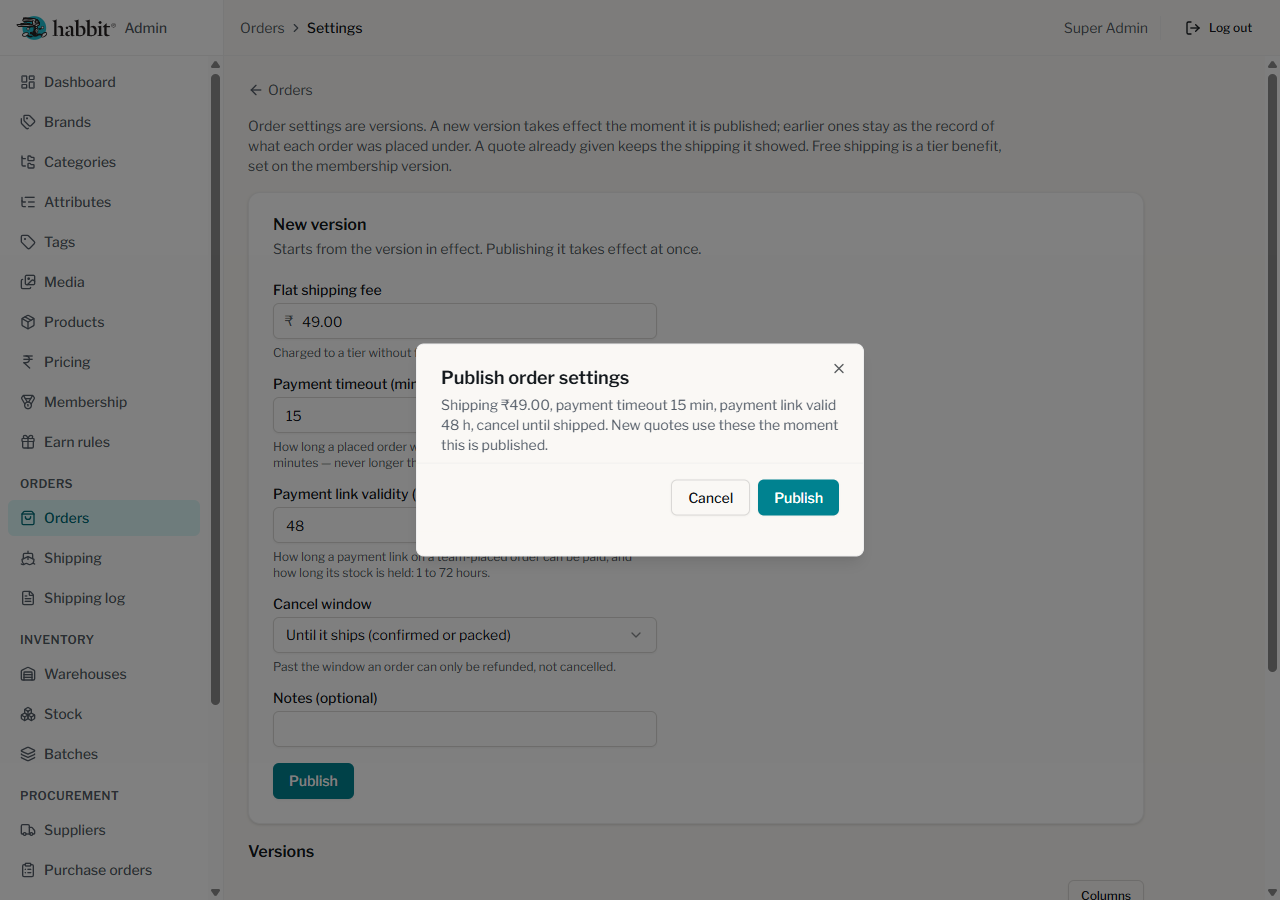 habbit® Admin
Orders > Settings
Super Admin
Log out
Dashboard
Brands
Categories
Attributes
Tags
Media
Products
Pricing
Membership
Earn rules
ORDERS
Orders
Shipping
Shipping log
INVENTORY
Warehouses
Stock
Batches
PROCUREMENT
Suppliers
Purchase orders
← Orders
Order settings are versions. A new version takes effect the moment it is published; earlier ones stay as the record of
what each order was placed under. A quote already given keeps the shipping it showed. Free shipping is a tier benefit,
set on the membership version.
New version
Starts from the version in effect. Publishing it takes effect at once.
Flat shipping fee
₹ 49.00
Charged to a tier without
Payment timeout (min
15
How long a placed order
minutes — never longer
Payment link validity (
48
How long a payment link on a team-placed order can be paid, and
how long its stock is held: 1 to 72 hours.
Cancel window
Until it ships (confirmed or packed)
Past the window an order can only be refunded, not cancelled.
Notes (optional)
Publish
Versions
Columns
Publish order settings
Shipping ₹49.00, payment timeout 15 min, payment link valid
48 h, cancel until shipped. New quotes use these the moment
this is published.
Cancel
Publish